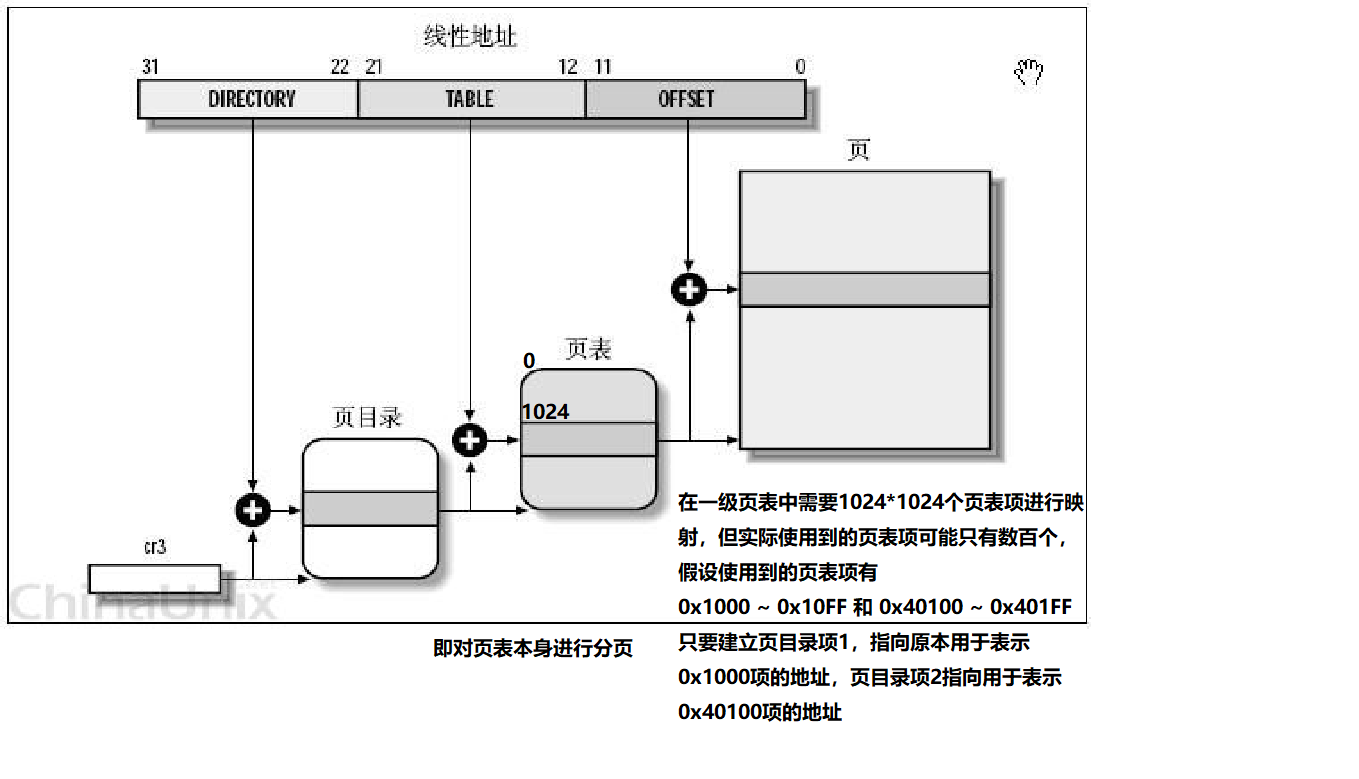 线性地址
31 22 21 12 11 0
DIRECTORY TABLE OFFSET
页
0 页表
1024
页目录
cr3
ChinaUnix
在一级页表中需要1024*1024个页表项进行映
射，但实际使用到的页表项可能只有数百个，
假设使用到的页表项有
0x1000 ~ 0x10FF 和 0x40100 ~ 0x401FF
只要建立页目录项1，指向原本用于表示
0x1000项的地址，页目录项2指向用于表示
0x40100项的地址
即对页表本身进行分页